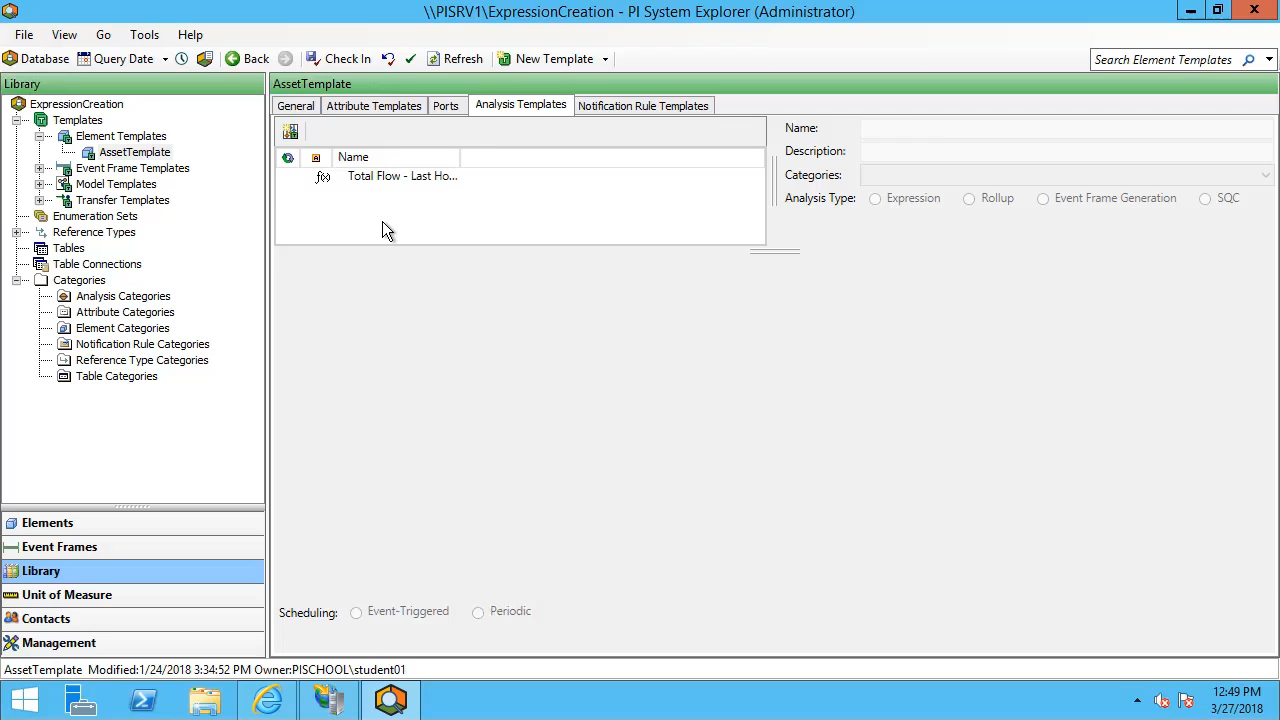 \\PISRV1\ExpressionCreation - PI System Explorer (Administrator)
File View Go Tools Help
Database Query Date Back Check In Refresh New Template Search Element Templates
Library
AssetTemplate
ExpressionCreation
Templates
Element Templates
AssetTemplate
Event Frame Templates
Model Templates
Transfer Templates
Enumeration Sets
Reference Types
Tables
Table Connections
Categories
Analysis Categories
Attribute Categories
Element Categories
Notification Rule Categories
Reference Type Categories
Table Categories
Elements
Event Frames
Library
Unit of Measure
Contacts
Management
General Attribute Templates Ports Analysis Templates Notification Rule Templates
Name
f(x) Total Flow - Last Ho...
Name:
Description:
Categories:
Analysis Type: Expression Rollup Event Frame Generation SQC
Scheduling: Event-Triggered Periodic
AssetTemplate Modified:1/24/2018 3:34:52 PM Owner:PISCHOOL\student01
12:49 PM
3/27/2018